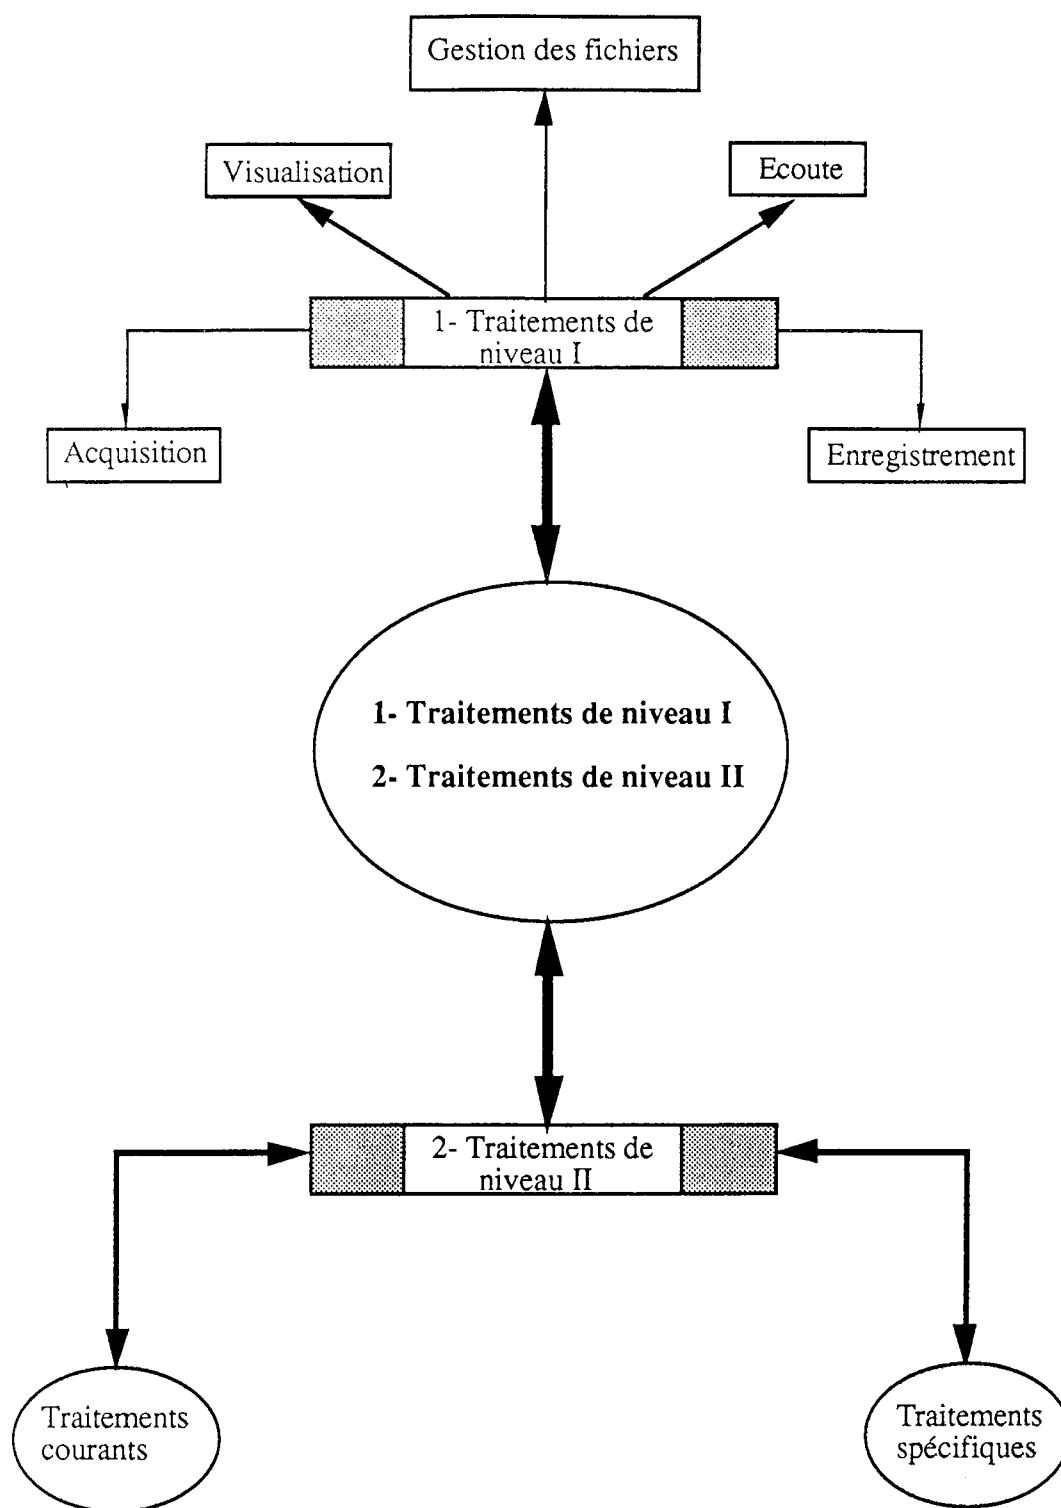 Gestion des fichiers
Visualisation
Ecoute
1- Traitements de
niveau I
Acquisition
Enregistrement
1- Traitements de niveau I
2- Traitements de niveau II
2- Traitements de
niveau II
Traitements
courants
Traitements
spécifiques